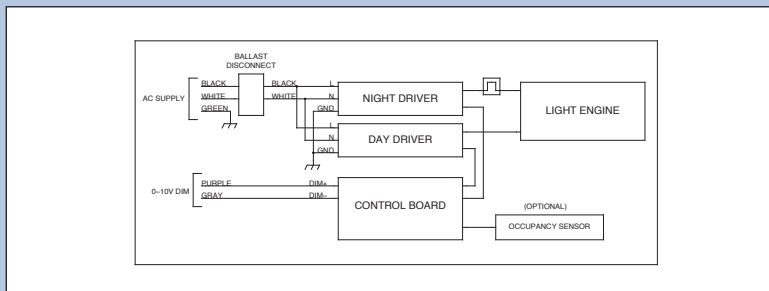 BALLAST
DISCONNECT
AC SUPPLY
BLACK
WHITE
GREEN
BLACK
WHITE
L
N
GND
NIGHT DRIVER
LIGHT ENGINE
L
N
GND
DAY DRIVER
0–10V DIM
PURPLE
GRAY
DIM+
DIM–
CONTROL BOARD
(OPTIONAL)
OCCUPANCY SENSOR